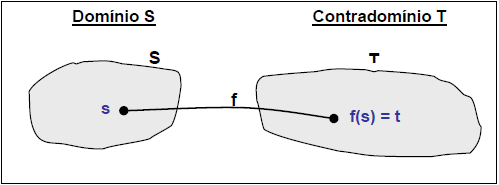 Domínio S
Contradomínio T
S
T
s
f
f(s) = t